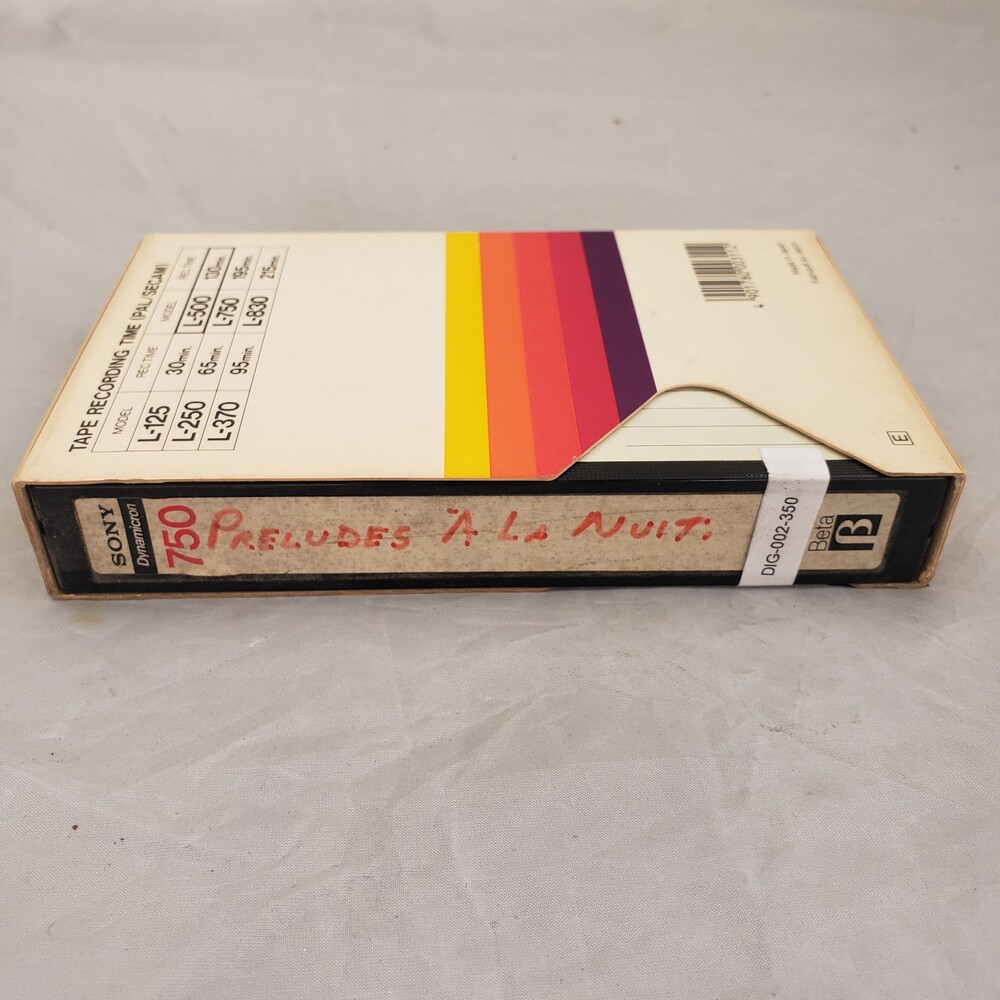 TAPE RECORDING TIME (PAL/SECAM)
MODEL REC TIME MODEL REC TIME
L-125 30min. L-500 130min.
L-250 65min. L-750 195min.
L-370 95min. L-830 215min.
E
SONY
Dynamicron
750
PRELUDES À LA NUIT.
DIG-002-350
Beta
β